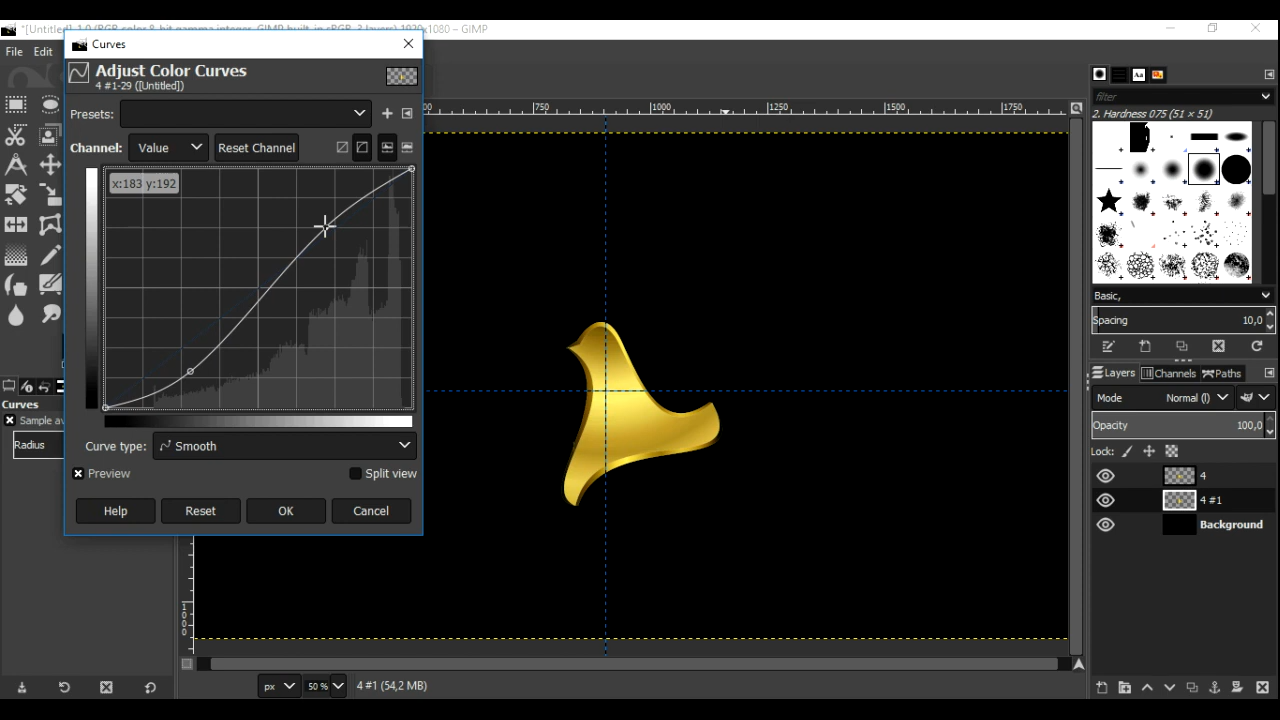 *[Untitled]-1.0 (RGB color 8-bit gamma integer, GIMP built-in sRGB, 3 layers) 1920x1080 – GIMP
Curves
File Edit
Adjust Color Curves
4 #1-29 ([Untitled])
Presets:
Channel: Value Reset Channel
x:183 y:192
Curve type: Smooth
Preview Split view
Help Reset OK Cancel
Curves
Sample av
Radius
750 1000 1250 1500 1750
1000
px 50 % 4 #1 (54,2 MB)
Aa
filter
2. Hardness 075 (51 × 51)
Basic,
Spacing 10,0
Layers Channels Paths
Mode Normal (l)
Opacity 100,0
Lock:
4
4 #1
Background